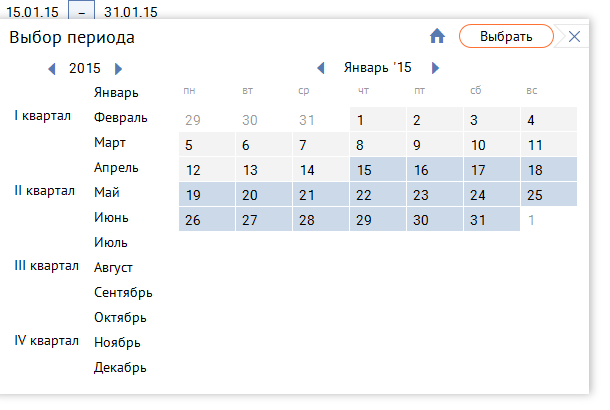 15.01.15 – 31.01.15
Выбор периода Выбрать
2015 Январь '15
Январь
I квартал Февраль
Март
Апрель
II квартал Май
Июнь
Июль
III квартал Август
Сентябрь
Октябрь
IV квартал Ноябрь
Декабрь
пн вт ср чт пт сб вс
29 30 31 1 2 3 4
5 6 7 8 9 10 11
12 13 14 15 16 17 18
19 20 21 22 23 24 25
26 27 28 29 30 31 1